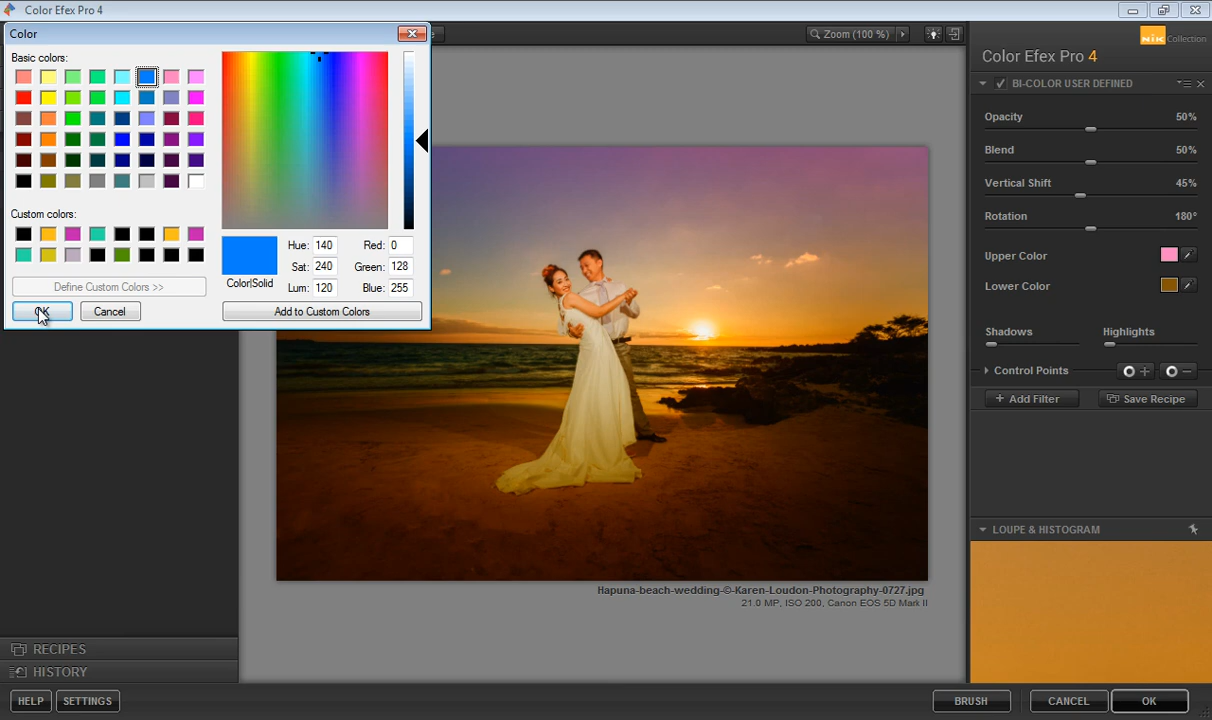 Color Efex Pro 4
Color
Basic colors:
Custom colors:
Define Custom Colors >>
OK
Cancel
Color|Solid
Hue: 140
Sat: 240
Lum: 120
Red: 0
Green: 128
Blue: 255
Add to Custom Colors
Zoom (100 %)
Hapuna-beach-wedding-©-Karen-Loudon-Photography-0727.jpg
21.0 MP, ISO 200, Canon EOS 5D Mark II
Nik Collection
Color Efex Pro 4
BI-COLOR USER DEFINED
Opacity 50%
Blend 50%
Vertical Shift 45%
Rotation 180°
Upper Color
Lower Color
Shadows Highlights
Control Points
Add Filter Save Recipe
LOUPE & HISTOGRAM
RECIPES
HISTORY
HELP SETTINGS BRUSH CANCEL OK